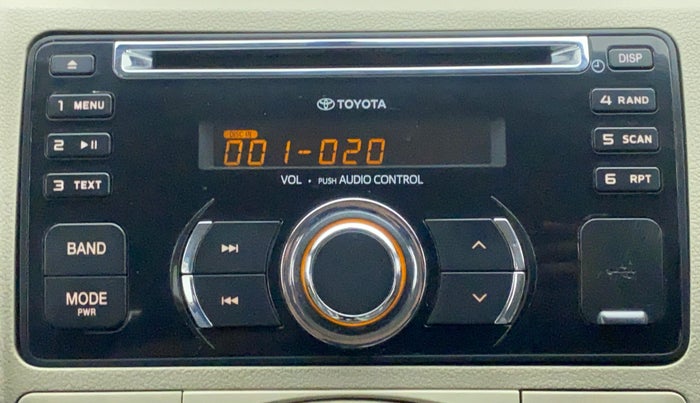 DISP
1 MENU
4 RAND
TOYOTA
2
5 SCAN
DISC IN
001-020
3 TEXT
6 RPT
VOL • PUSH AUDIO CONTROL
BAND
MODE
PWR